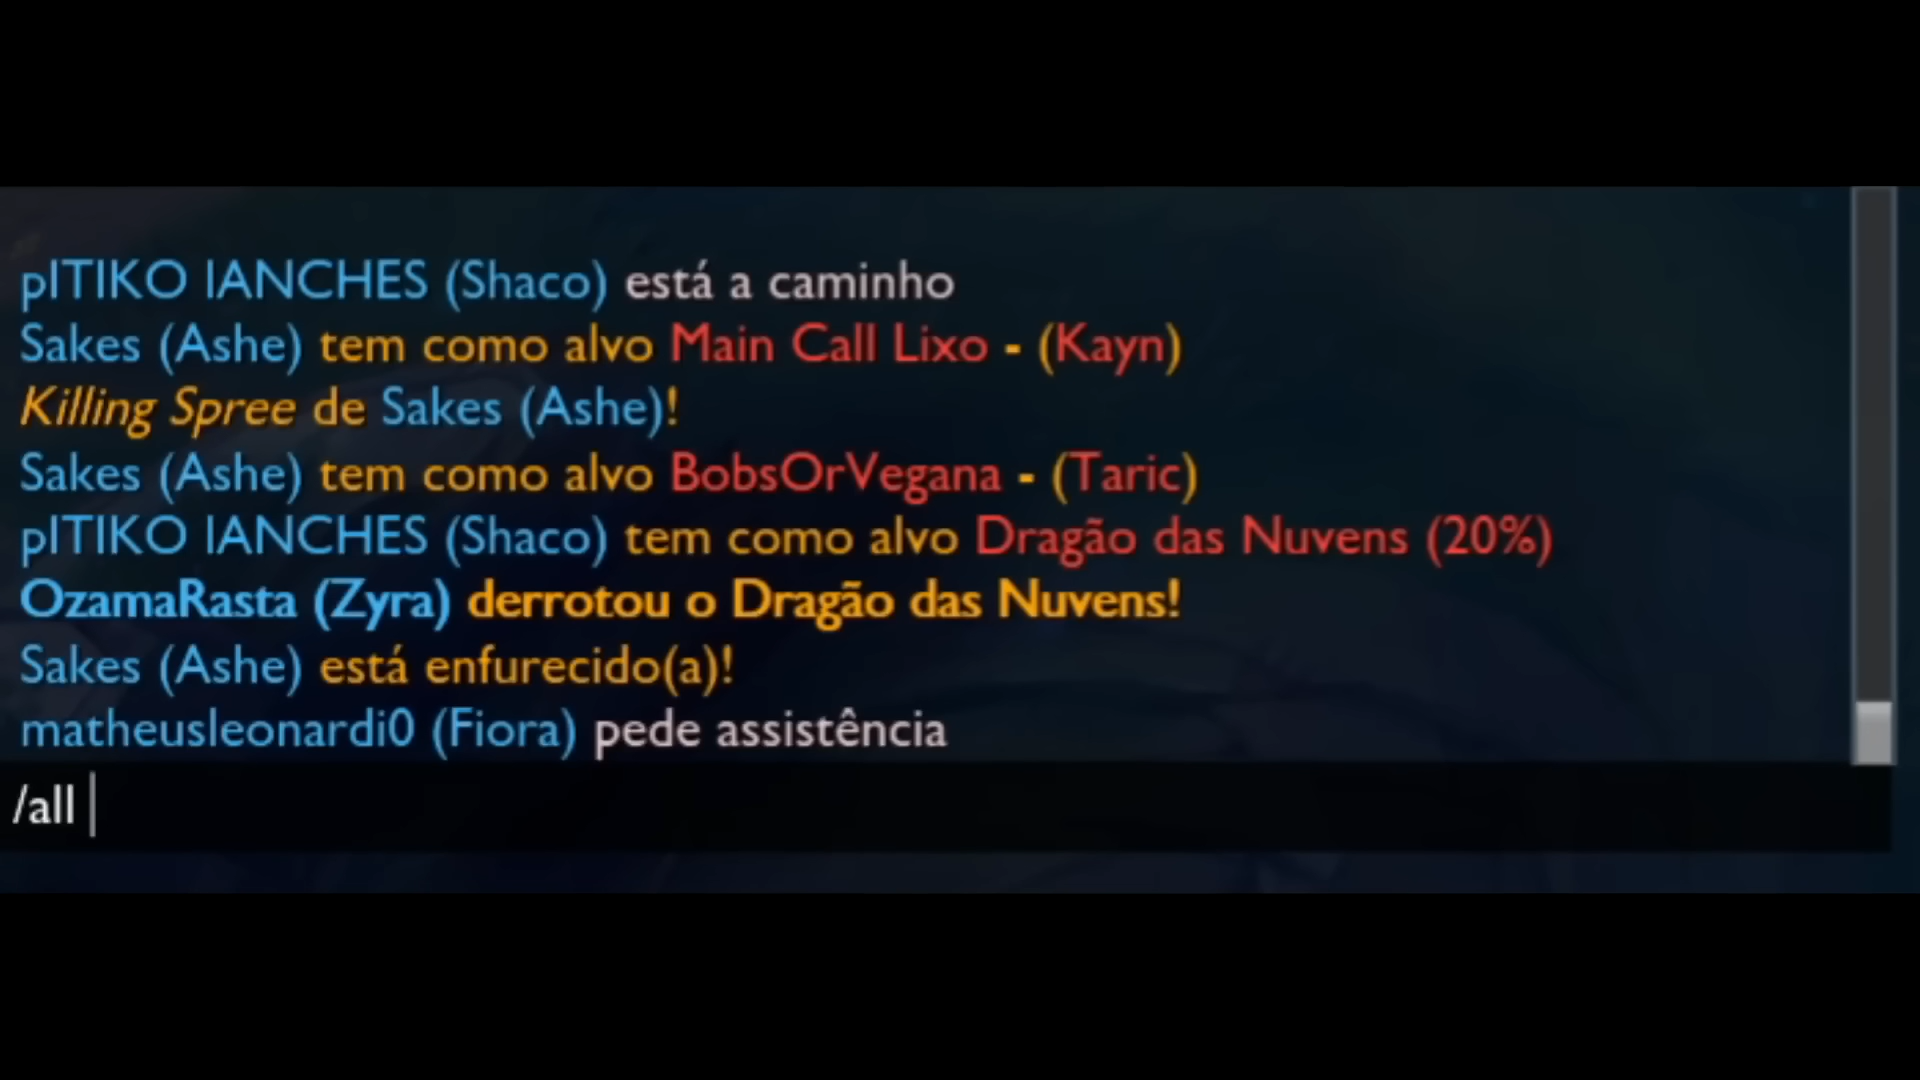 pITIKO IANCHES (Shaco) está a caminho
Sakes (Ashe) tem como alvo Main Call Lixo - (Kayn)
Killing Spree de Sakes (Ashe)!
Sakes (Ashe) tem como alvo BobsOrVegana - (Taric)
pITIKO IANCHES (Shaco) tem como alvo Dragão das Nuvens (20%)
OzamaRasta (Zyra) derrotou o Dragão das Nuvens!
Sakes (Ashe) está enfurecido(a)!
matheusleonardi0 (Fiora) pede assistência
/all